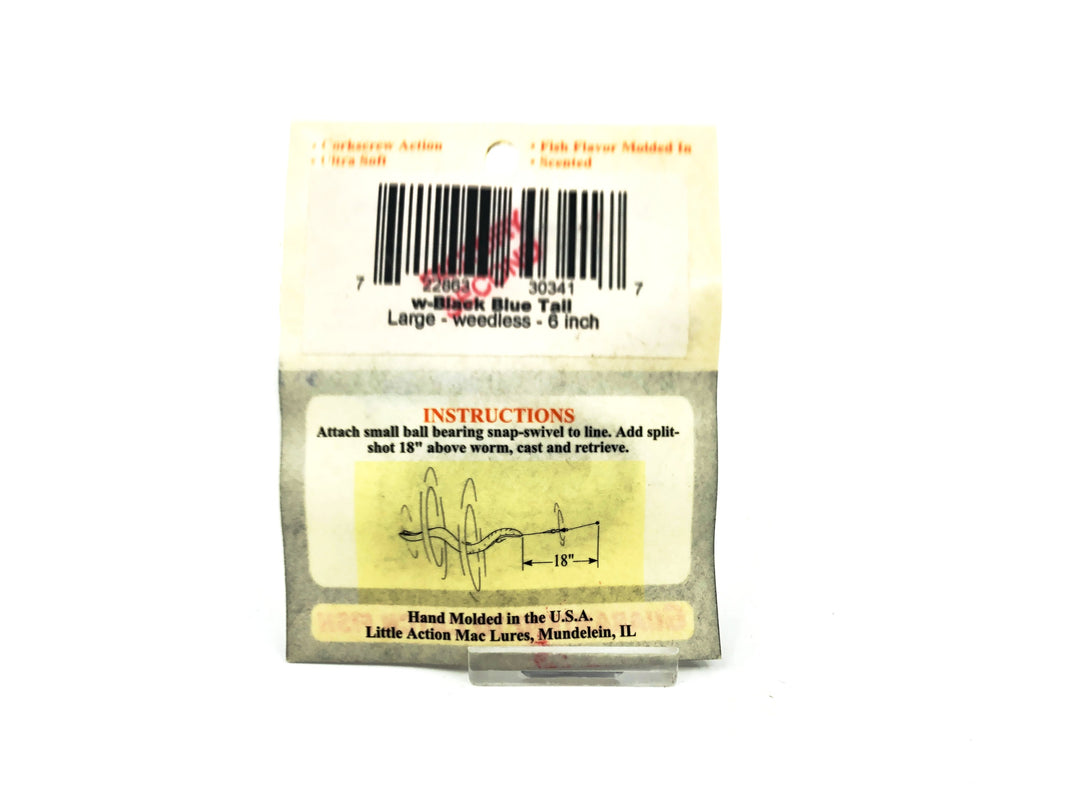 • Corkscrew Action
• Ultra Soft
• Fish Flavor Molded In
• Scented
7 22663 30341 7
w-Black Blue Tail
Large - weedless - 6 inch
INSTRUCTIONS
Attach small ball bearing snap-swivel to line. Add split-
shot 18" above worm, cast and retrieve.
18"
Hand Molded in the U.S.A.
Little Action Mac Lures, Mundelein, IL